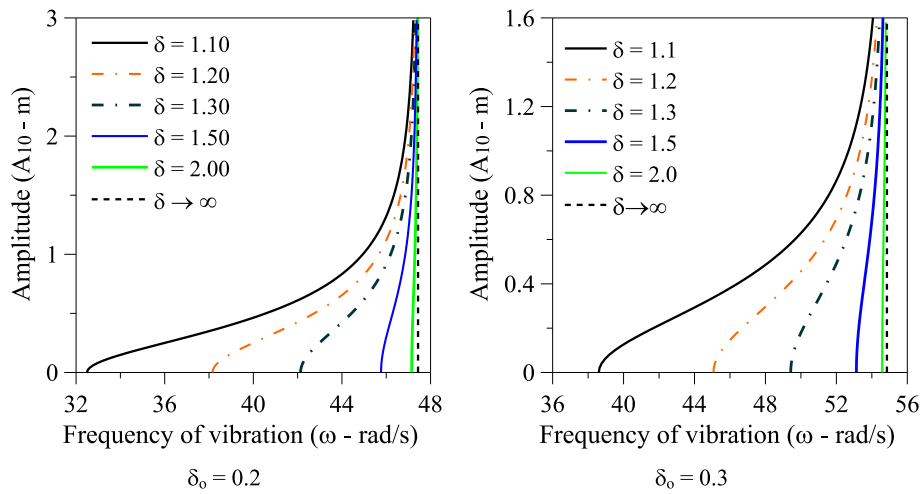 3
2
1
0
Amplitude (A10 - m)
δ = 1.10
δ = 1.20
δ = 1.30
δ = 1.50
δ = 2.00
δ → ∞
32 36 40 44 48
Frequency of vibration (ω - rad/s)
δo = 0.2
1.6
1.2
0.8
0.4
0
Amplitude (A10 - m)
δ = 1.1
δ = 1.2
δ = 1.3
δ = 1.5
δ = 2.0
δ→∞
36 40 44 48 52 56
Frequency of vibration (ω - rad/s)
δo = 0.3